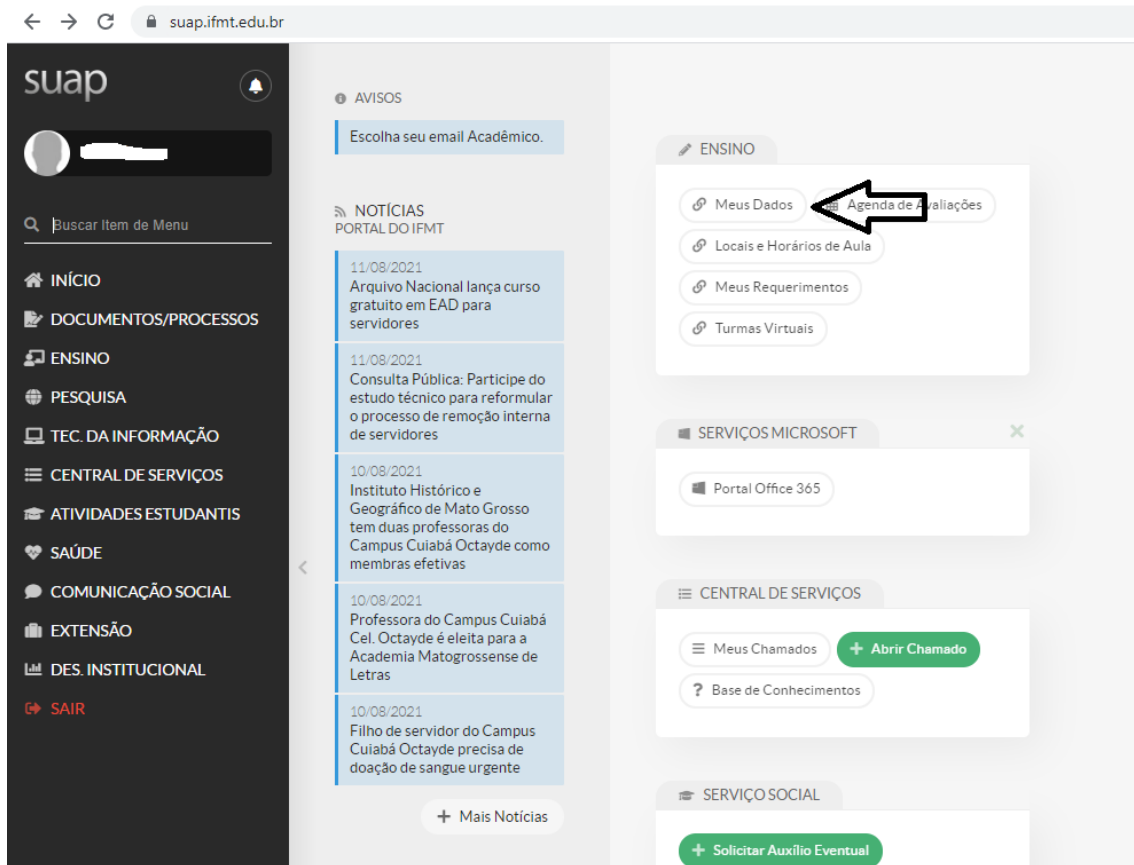 suap.ifmt.edu.br
suap
Buscar Item de Menu
INÍCIO
DOCUMENTOS/PROCESSOS
ENSINO
PESQUISA
TEC. DA INFORMAÇÃO
CENTRAL DE SERVIÇOS
ATIVIDADES ESTUDANTIS
SAÚDE
COMUNICAÇÃO SOCIAL
EXTENSÃO
DES. INSTITUCIONAL
SAIR
AVISOS
Escolha seu email Acadêmico.
NOTÍCIAS
PORTAL DO IFMT
11/08/2021
Arquivo Nacional lança curso
gratuito em EAD para
servidores
11/08/2021
Consulta Pública: Participe do
estudo técnico para reformular
o processo de remoção interna
de servidores
10/08/2021
Instituto Histórico e
Geográfico de Mato Grosso
tem duas professoras do
Campus Cuiabá Octayde como
membras efetivas
10/08/2021
Professora do Campus Cuiabá
Cel. Octayde é eleita para a
Academia Matogrossense de
Letras
10/08/2021
Filho de servidor do Campus
Cuiabá Octayde precisa de
doação de sangue urgente
+ Mais Notícias
ENSINO
Meus Dados
Agenda de Avaliações
Locais e Horários de Aula
Meus Requerimentos
Turmas Virtuais
SERVIÇOS MICROSOFT
Portal Office 365
CENTRAL DE SERVIÇOS
Meus Chamados
+ Abrir Chamado
? Base de Conhecimentos
SERVIÇO SOCIAL
+ Solicitar Auxílio Eventual